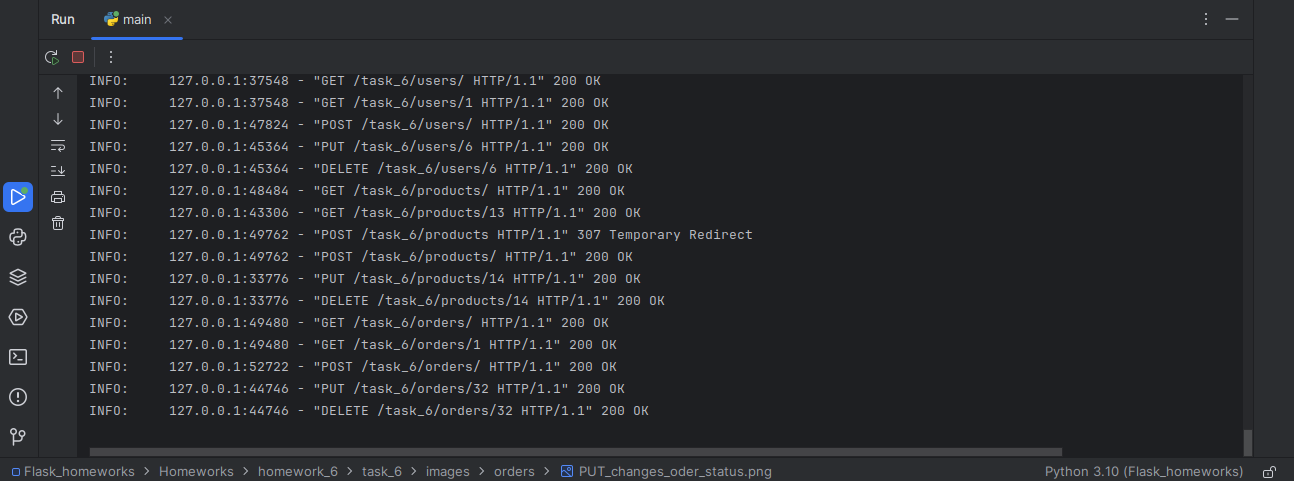 Run main
INFO: 127.0.0.1:37548 - "GET /task_6/users/ HTTP/1.1" 200 OK
INFO: 127.0.0.1:37548 - "GET /task_6/users/1 HTTP/1.1" 200 OK
INFO: 127.0.0.1:47824 - "POST /task_6/users/ HTTP/1.1" 200 OK
INFO: 127.0.0.1:45364 - "PUT /task_6/users/6 HTTP/1.1" 200 OK
INFO: 127.0.0.1:45364 - "DELETE /task_6/users/6 HTTP/1.1" 200 OK
INFO: 127.0.0.1:48484 - "GET /task_6/products/ HTTP/1.1" 200 OK
INFO: 127.0.0.1:43306 - "GET /task_6/products/13 HTTP/1.1" 200 OK
INFO: 127.0.0.1:49762 - "POST /task_6/products HTTP/1.1" 307 Temporary Redirect
INFO: 127.0.0.1:49762 - "POST /task_6/products/ HTTP/1.1" 200 OK
INFO: 127.0.0.1:33776 - "PUT /task_6/products/14 HTTP/1.1" 200 OK
INFO: 127.0.0.1:33776 - "DELETE /task_6/products/14 HTTP/1.1" 200 OK
INFO: 127.0.0.1:49480 - "GET /task_6/orders/ HTTP/1.1" 200 OK
INFO: 127.0.0.1:49480 - "GET /task_6/orders/1 HTTP/1.1" 200 OK
INFO: 127.0.0.1:52722 - "POST /task_6/orders/ HTTP/1.1" 200 OK
INFO: 127.0.0.1:44746 - "PUT /task_6/orders/32 HTTP/1.1" 200 OK
INFO: 127.0.0.1:44746 - "DELETE /task_6/orders/32 HTTP/1.1" 200 OK
Flask_homeworks > Homeworks > homework_6 > task_6 > images > orders > PUT_changes_oder_status.png Python 3.10 (Flask_homeworks)